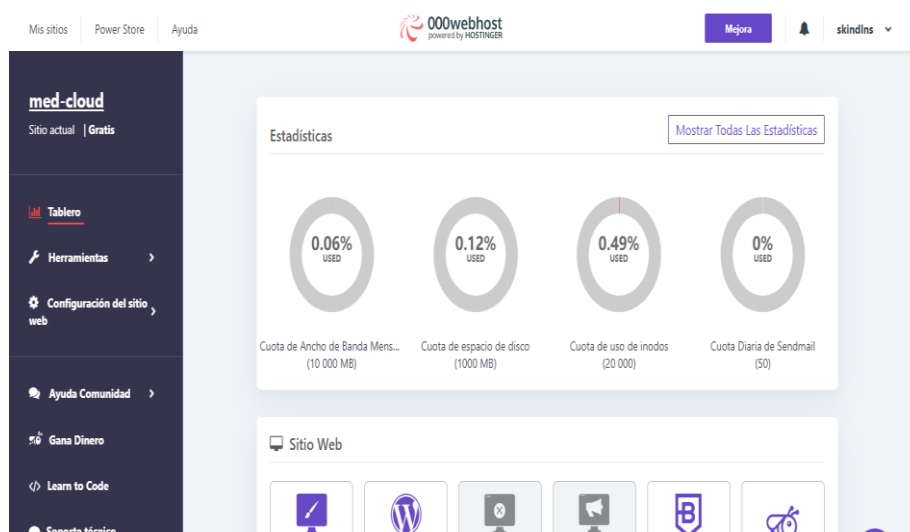 Mis sitios Power Store Ayuda 000webhost Mejora skindlns
powered by HOSTINGER
med-cloud
Sitio actual | Gratis
Tablero
Herramientas
Configuración del sitio
web
Ayuda Comunidad
Gana Dinero
Learn to Code
Soporte técnico
Estadísticas Mostrar Todas Las Estadísticas
0.06% 0.12% 0.49% 0%
USED USED USED USED
Cuota de Ancho de Banda Mens... Cuota de espacio de disco Cuota de uso de inodos Cuota Diaria de Sendmail
(10 000 MB) (1000 MB) (20 000) (50)
Sitio Web